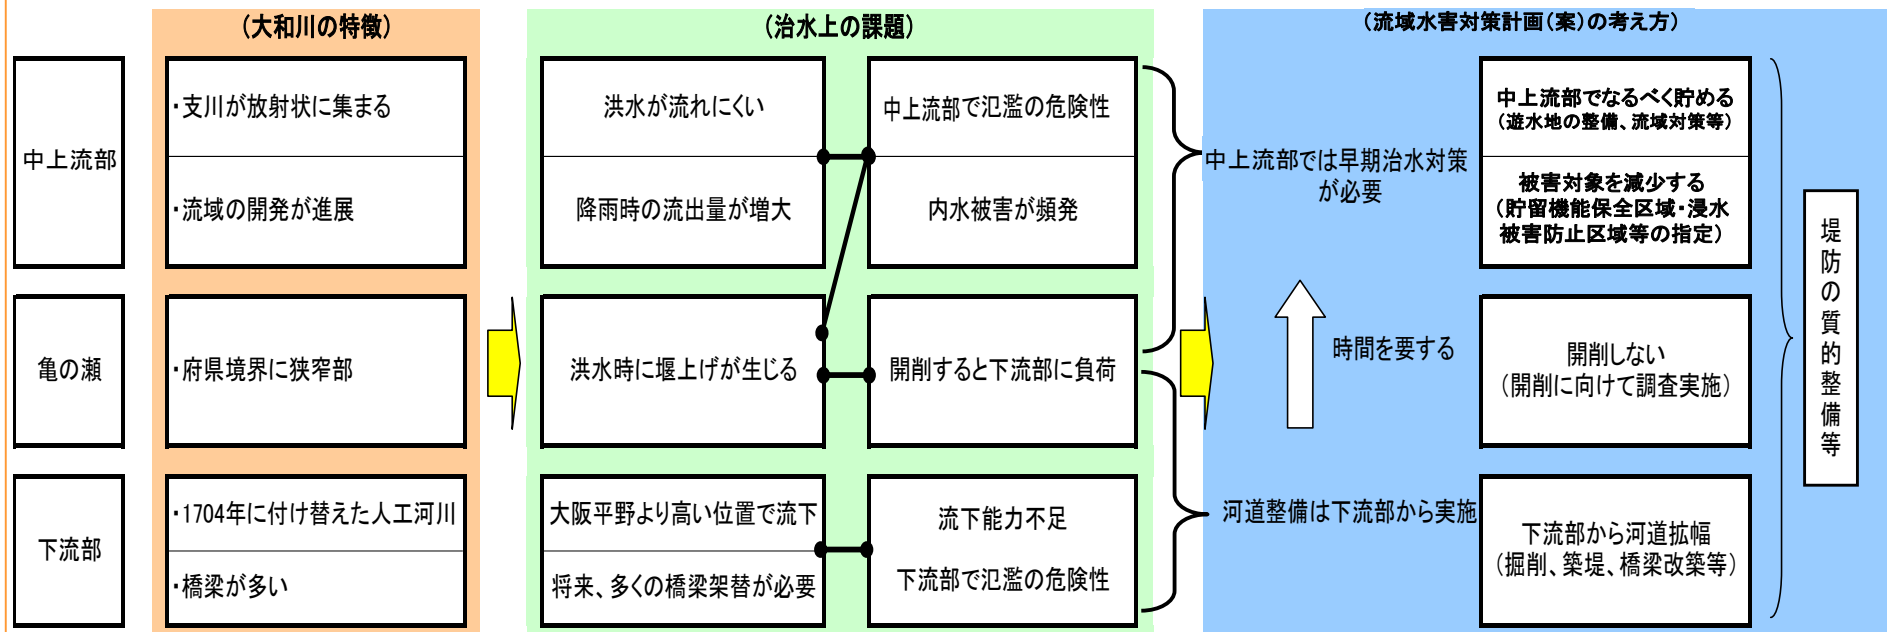 (大和川の特徴)
(治水上の課題)
(流域水害対策計画(案)の考え方)
中上流部
・支川が放射状に集まる
・流域の開発が進展
洪水が流れにくい
降雨時の流出量が増大
中上流部で氾濫の危険性
内水被害が頻発
中上流部では早期治水対策
が必要
中上流部でなるべく貯める
(遊水地の整備、流域対策等)
被害対象を減少する
(貯留機能保全区域・浸水
被害防止区域等の指定)
亀の瀬
・府県境界に狭窄部
洪水時に堰上げが生じる
開削すると下流部に負荷
時間を要する
開削しない
(開削に向けて調査実施)
下流部
・1704年に付け替えた人工河川
・橋梁が多い
大阪平野より高い位置で流下
将来、多くの橋梁架替が必要
流下能力不足
下流部で氾濫の危険性
河道整備は下流部から実施
下流部から河道拡幅
(掘削、築堤、橋梁改築等)
堤防の質的整備等